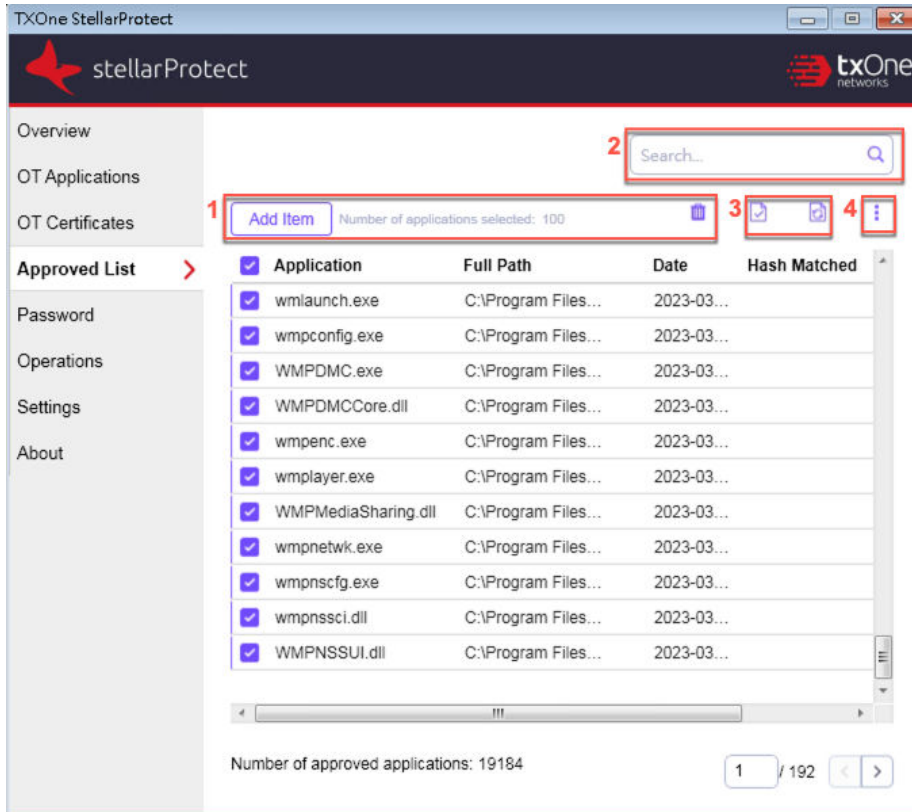 TXOne StellarProtect
stellarProtect
txOne
networks
Overview
OT Applications
OT Certificates
Approved List
Password
Operations
Settings
About
2
Search...
1
Add Item Number of applications selected: 100
3
4
Application Full Path Date Hash Matched
wmlaunch.exe C:\Program Files... 2023-03...
wmpconfig.exe C:\Program Files... 2023-03...
WMPDMC.exe C:\Program Files... 2023-03...
WMPDMCCore.dll C:\Program Files... 2023-03...
wmpenc.exe C:\Program Files... 2023-03...
wmplayer.exe C:\Program Files... 2023-03...
WMPMediaSharing.dll C:\Program Files... 2023-03...
wmpnetwk.exe C:\Program Files... 2023-03...
wmpnscfg.exe C:\Program Files... 2023-03...
wmpnssci.dll C:\Program Files... 2023-03...
WMPNSSUI.dll C:\Program Files... 2023-03...
Number of approved applications: 19184
1 / 192